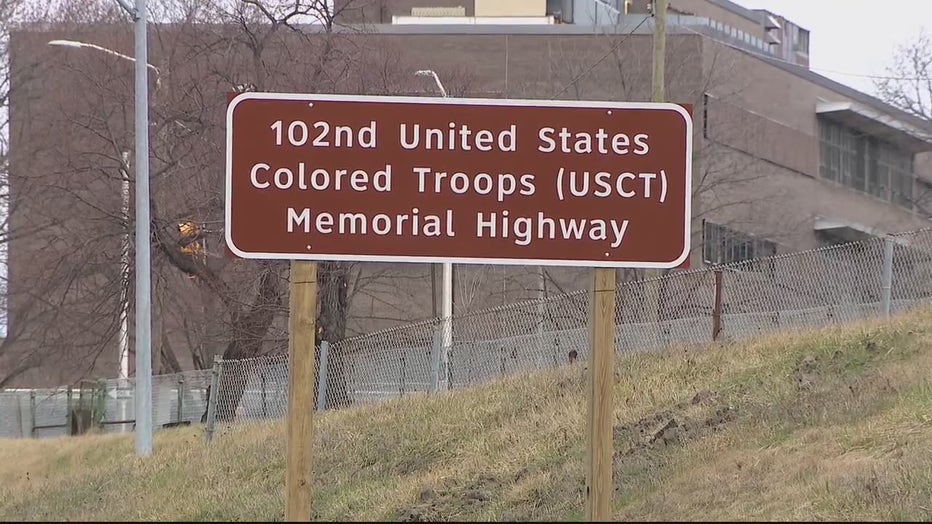 102nd United States
Colored Troops (USCT)
Memorial Highway